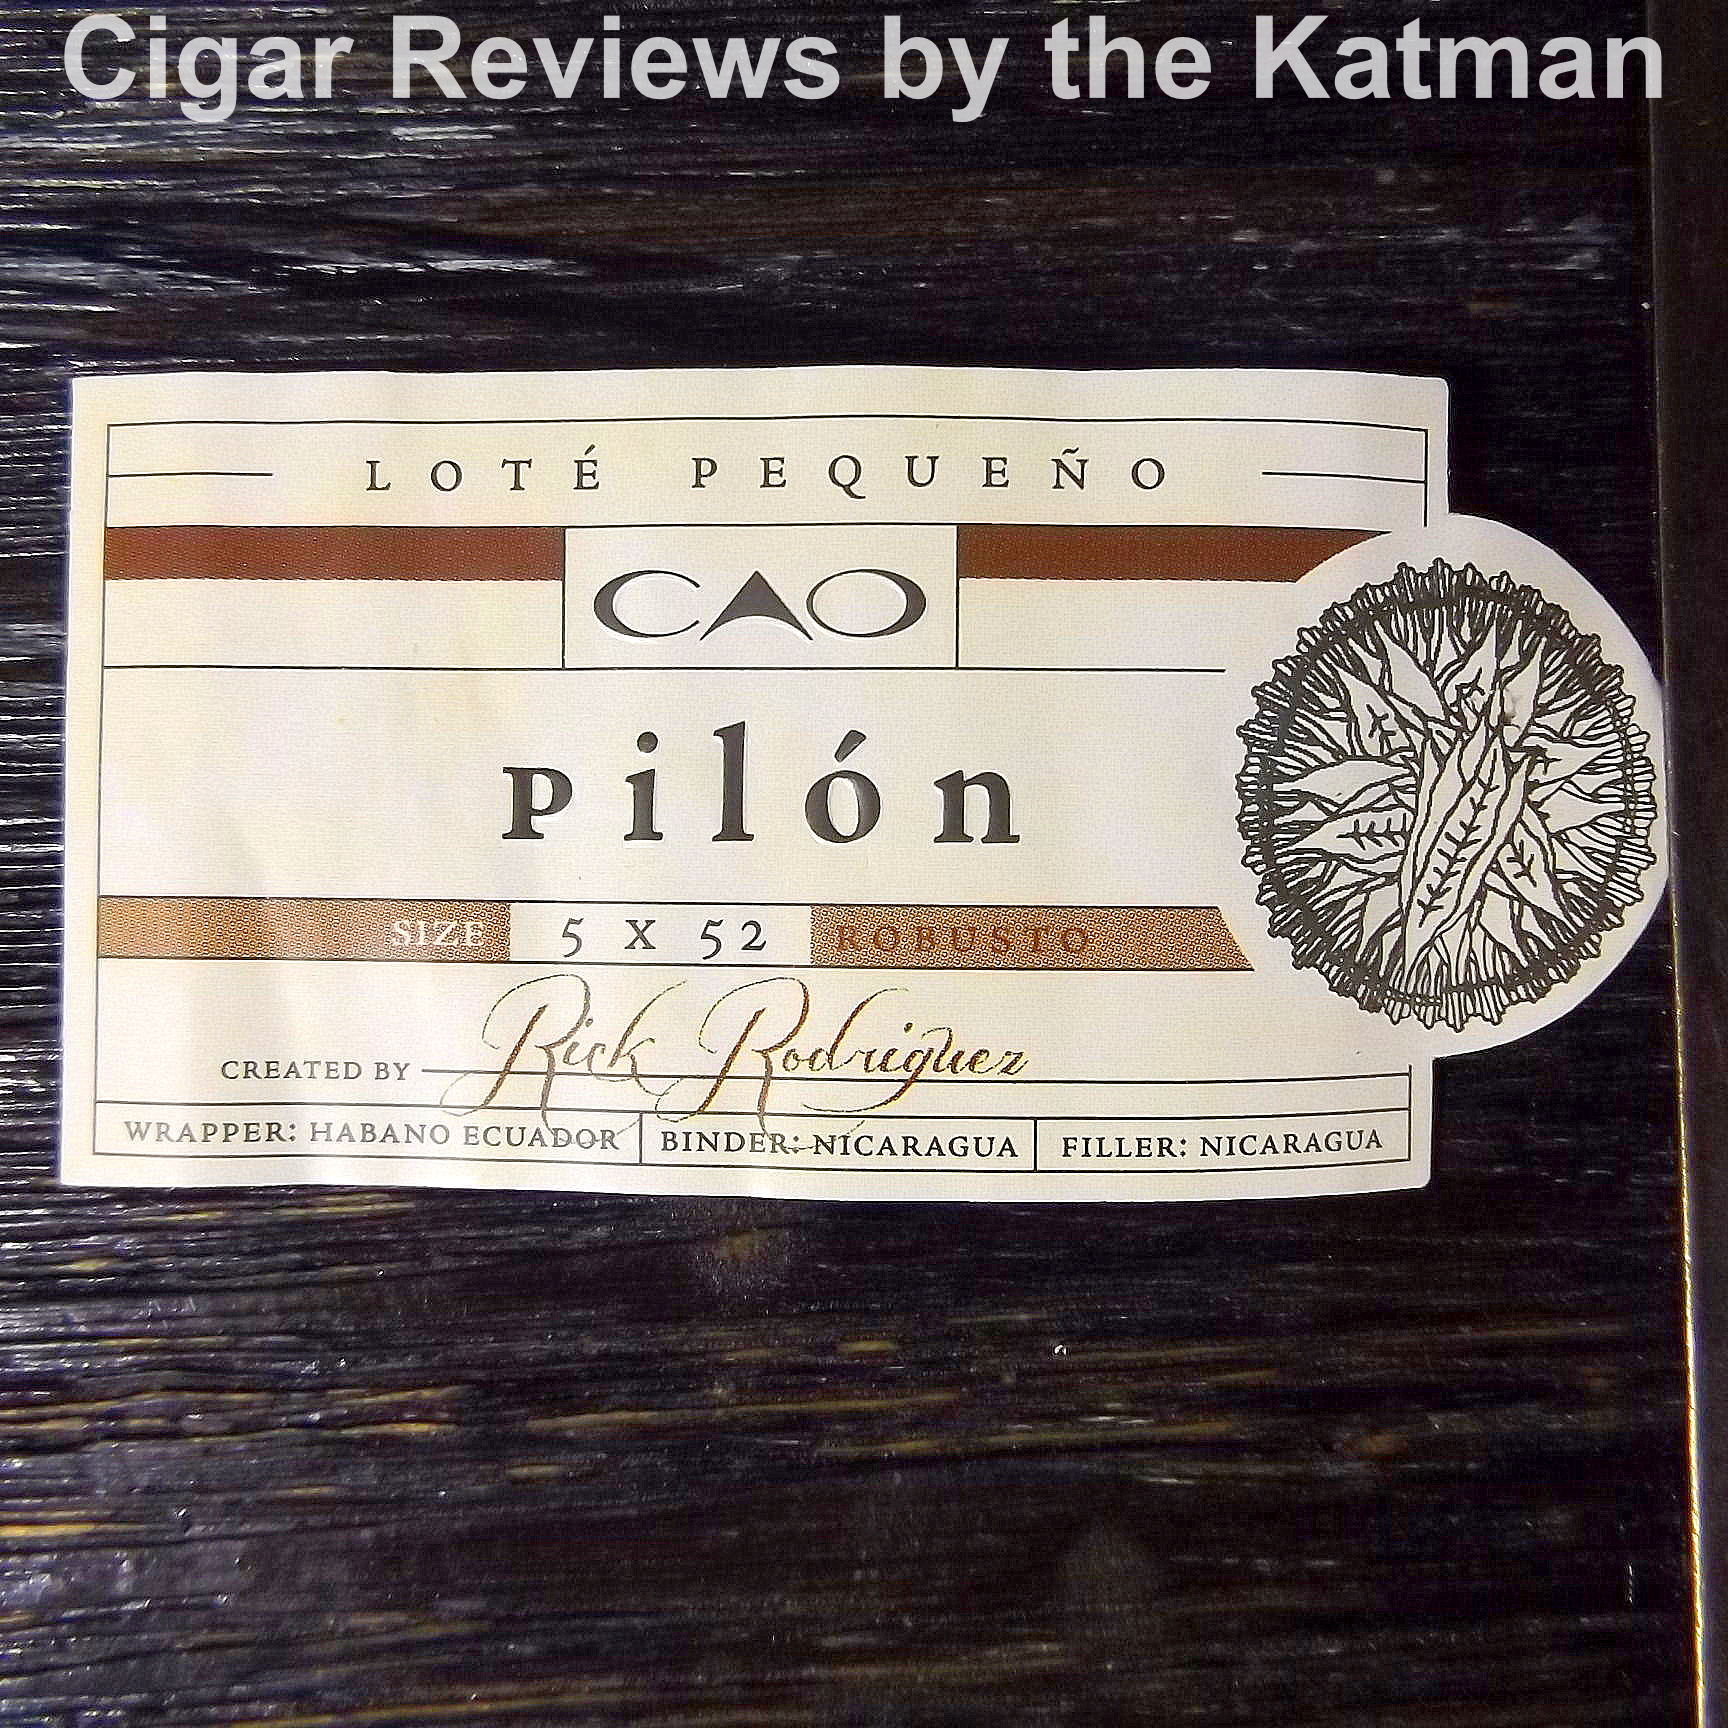 Cigar Reviews by the Katman
LOTÉ PEQUEÑO
CAO
Pilón
SIZE 5 X 52 ROBUSTO
CREATED BY Rick Rodriguez
WRAPPER: HABANO ECUADOR BINDER: NICARAGUA FILLER: NICARAGUA